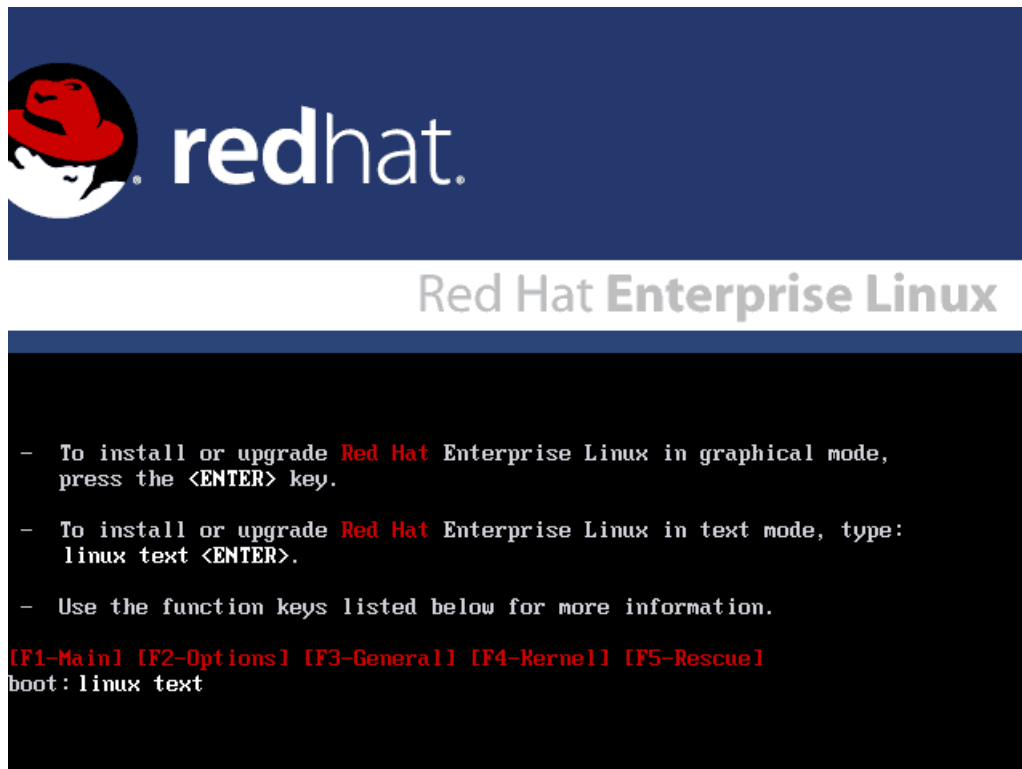 redhat.
Red Hat Enterprise Linux
- To install or upgrade Red Hat Enterprise Linux in graphical mode,
press the <ENTER> key.
- To install or upgrade Red Hat Enterprise Linux in text mode, type:
linux text <ENTER>.
- Use the function keys listed below for more information.
[F1-Main] [F2-Options] [F3-General] [F4-Kernel] [F5-Rescue]
boot: linux text